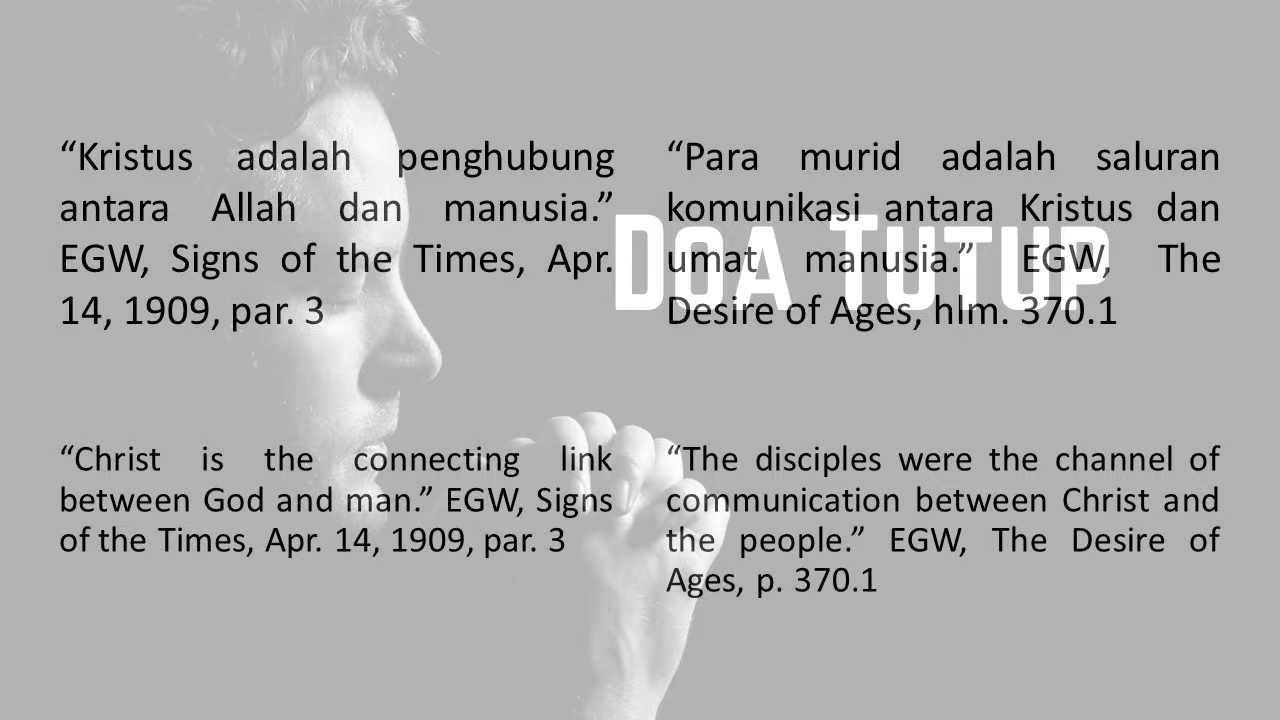 “Kristus adalah penghubung
antara Allah dan manusia.”
EGW, Signs of the Times, Apr.
14, 1909, par. 3
“Para murid adalah saluran
komunikasi antara Kristus dan
umat manusia.” EGW, The
Desire of Ages, hlm. 370.1
DOA TUTUP
“Christ is the connecting link
between God and man.” EGW, Signs
of the Times, Apr. 14, 1909, par. 3
“The disciples were the channel of
communication between Christ and
the people.” EGW, The Desire of
Ages, p. 370.1